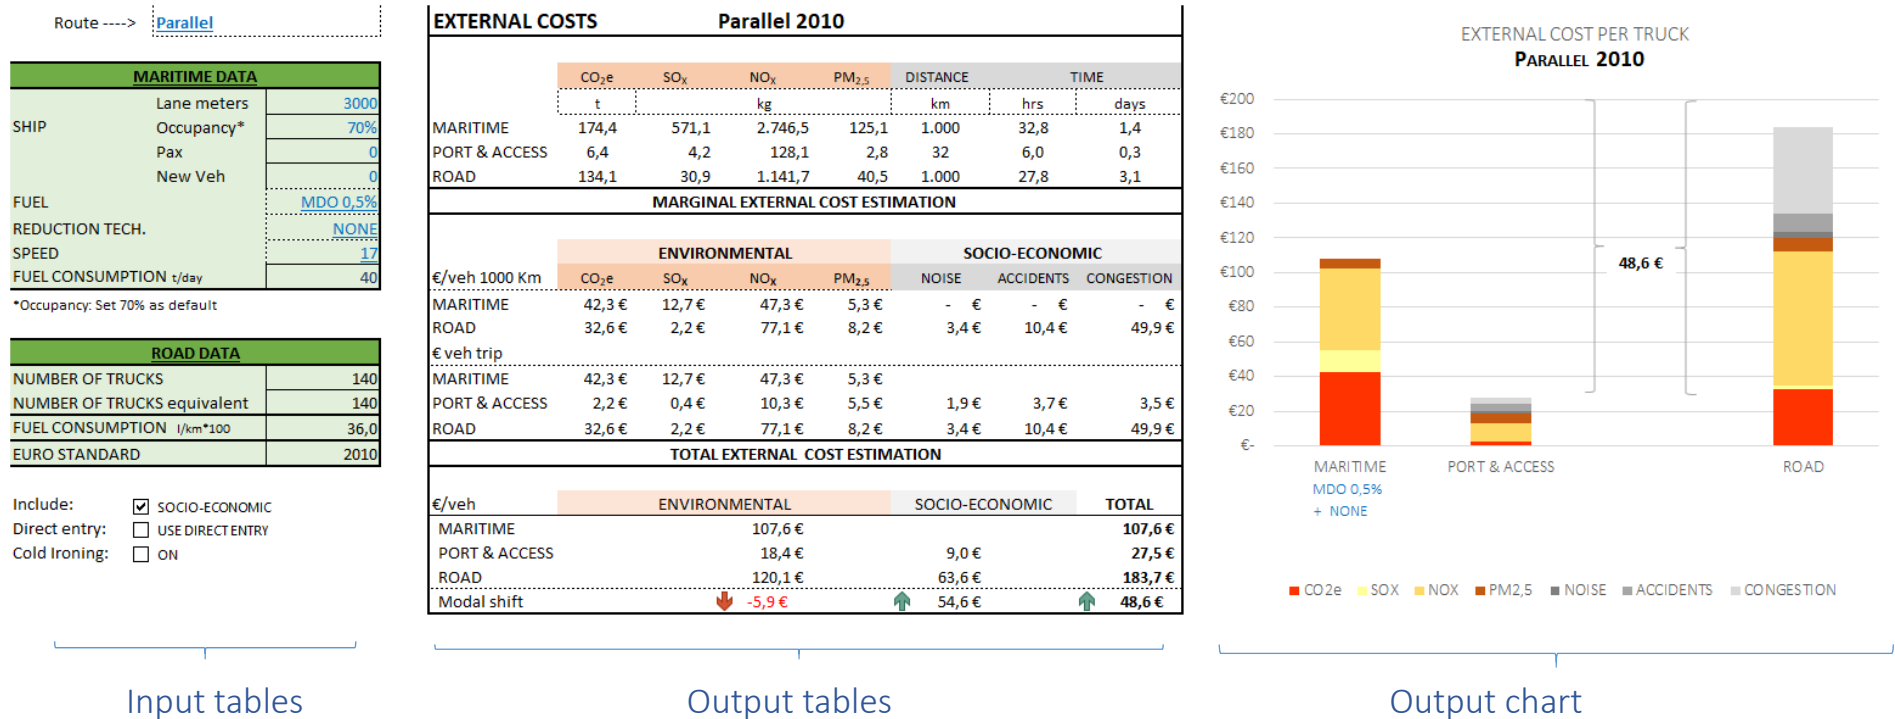 Route ----> Parallel
MARITIME DATA
Lane meters 3000
SHIP Occupancy* 70%
Pax 0
New Veh 0
FUEL MDO 0,5%
REDUCTION TECH. NONE
SPEED 17
FUEL CONSUMPTION t/day 40
*Occupancy: Set 70% as default
ROAD DATA
NUMBER OF TRUCKS 140
NUMBER OF TRUCKS equivalent 140
FUEL CONSUMPTION l/km*100 36,0
EURO STANDARD 2010
Include: SOCIO-ECONOMIC
Direct entry: USE DIRECT ENTRY
Cold Ironing: ON
Input tables
EXTERNAL COSTS Parallel 2010
CO₂e SOₓ NOₓ PM₂,₅ DISTANCE TIME
t kg km hrs days
MARITIME 174,4 571,1 2.746,5 125,1 1.000 32,8 1,4
PORT & ACCESS 6,4 4,2 128,1 2,8 32 6,0 0,3
ROAD 134,1 30,9 1.141,7 40,5 1.000 27,8 3,1
MARGINAL EXTERNAL COST ESTIMATION
ENVIRONMENTAL SOCIO-ECONOMIC
€/veh 1000 Km CO₂e SOₓ NOₓ PM₂,₅ NOISE ACCIDENTS CONGESTION
MARITIME 42,3 € 12,7 € 47,3 € 5,3 € - € - € - €
ROAD 32,6 € 2,2 € 77,1 € 8,2 € 3,4 € 10,4 € 49,9 €
€ veh trip
MARITIME 42,3 € 12,7 € 47,3 € 5,3 €
PORT & ACCESS 2,2 € 0,4 € 10,3 € 5,5 € 1,9 € 3,7 € 3,5 €
ROAD 32,6 € 2,2 € 77,1 € 8,2 € 3,4 € 10,4 € 49,9 €
TOTAL EXTERNAL COST ESTIMATION
€/veh ENVIRONMENTAL SOCIO-ECONOMIC TOTAL
MARITIME 107,6 € 107,6 €
PORT & ACCESS 18,4 € 9,0 € 27,5 €
ROAD 120,1 € 63,6 € 183,7 €
Modal shift -5,9 € 54,6 € 48,6 €
Output tables
EXTERNAL COST PER TRUCK
PARALLEL 2010
€200
€180
€160
€140
€120
€100
€80
€60
€40
€20
€-
48,6 €
MARITIME PORT & ACCESS ROAD
MDO 0,5%
+ NONE
CO2e SOX NOX PM2,5 NOISE ACCIDENTS CONGESTION
Output chart